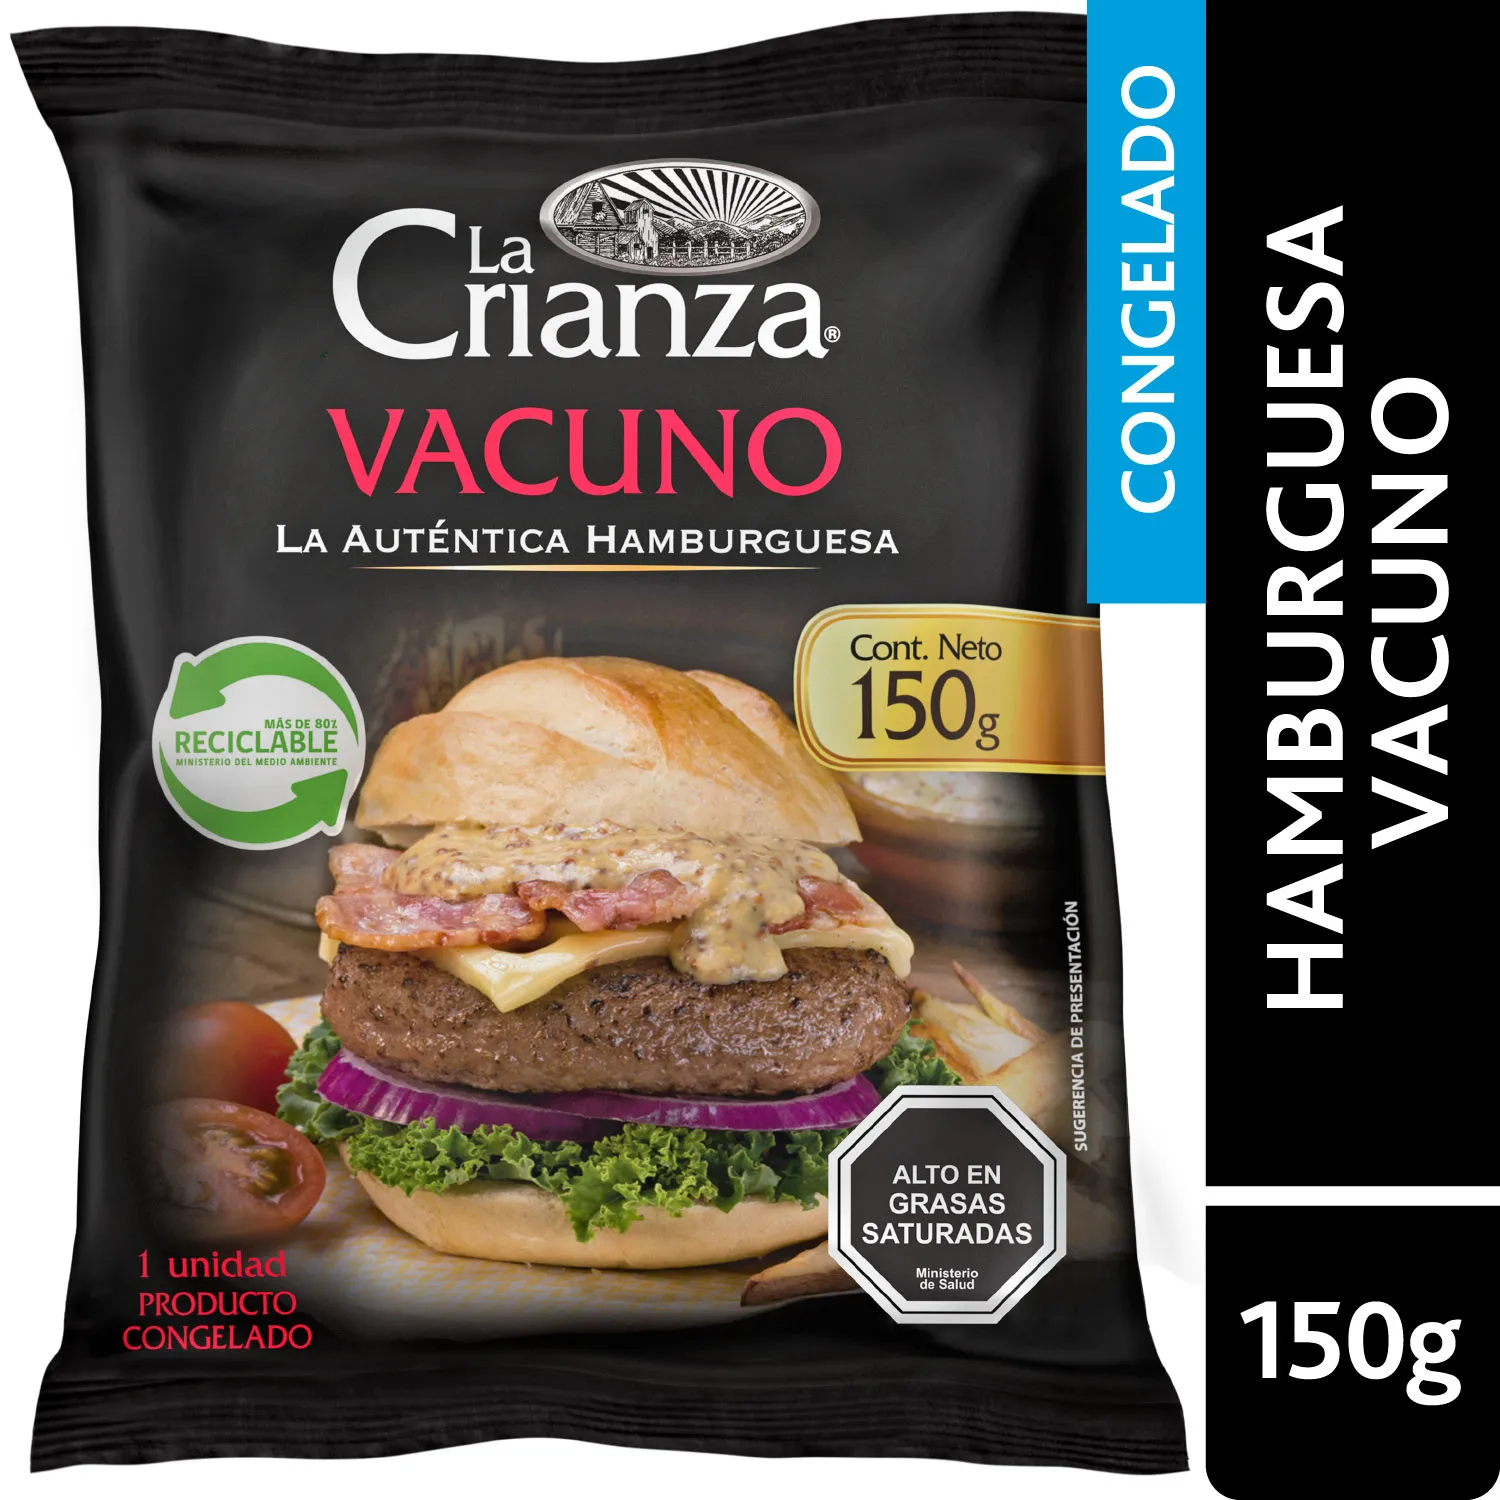 La
Crianza®
VACUNO
LA AUTÉNTICA HAMBURGUESA
Cont. Neto
150g
MÁS DE 80%
RECICLABLE
MINISTERIO DEL MEDIO AMBIENTE
SUGERENCIA DE PRESENTACIÓN
ALTO EN
GRASAS
SATURADAS
Ministerio
de Salud
1 unidad
PRODUCTO
CONGELADO
CONGELADO
HAMBURGUESA
VACUNO
150g